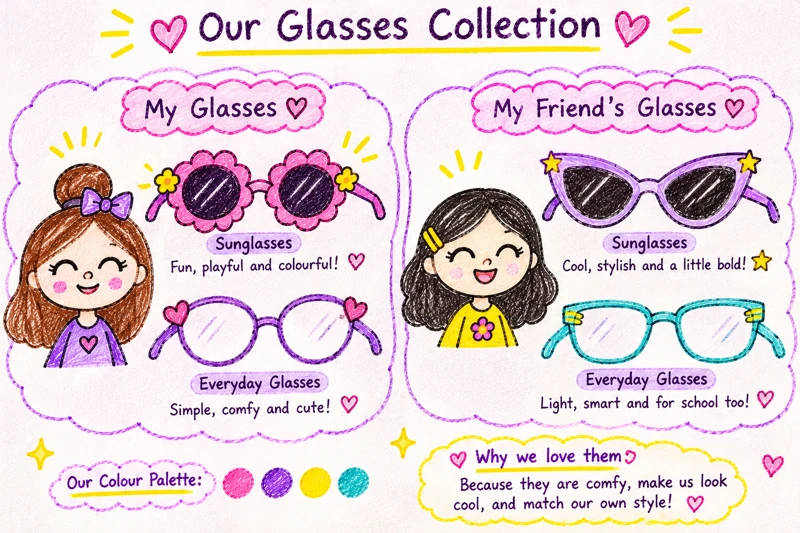 Our Glasses Collection
My Glasses
My Friend's Glasses
Sunglasses
Fun, playful and colourful!
Sunglasses
Cool, stylish and a little bold!
Everyday Glasses
Simple, comfy and cute!
Everyday Glasses
Light, smart and for school too!
Our Colour Palette:
Why we love them:
Because they are comfy, make us look
cool, and match our own style!